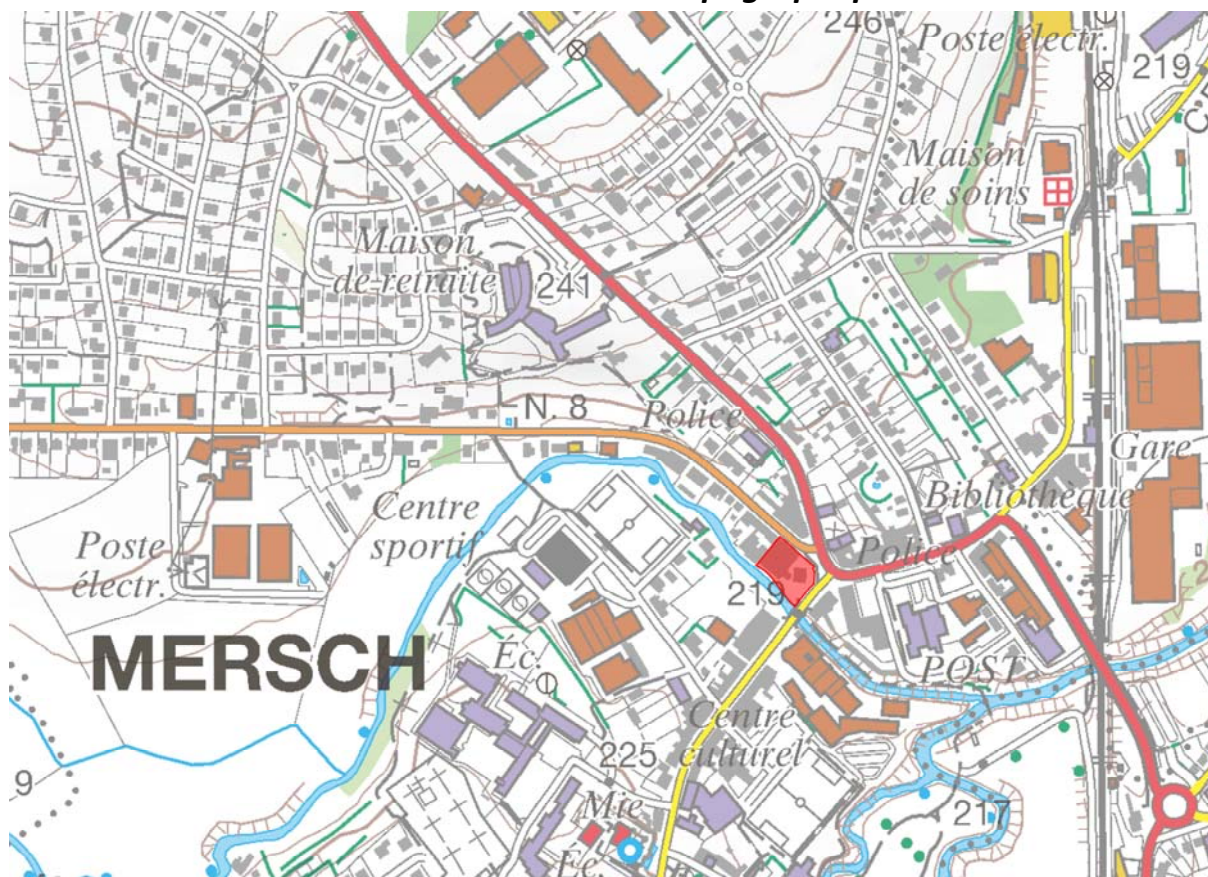 246
Poste électr.
219
Maison
de soins
Maison
de retraite
241
N. 8
Police
Gare
Centre
sportif
Bibliothèque
Poste
électr.
Police
219
MERSCH
Éc.
POST
Centre
culturel
225
9
Mie
217
Éc.